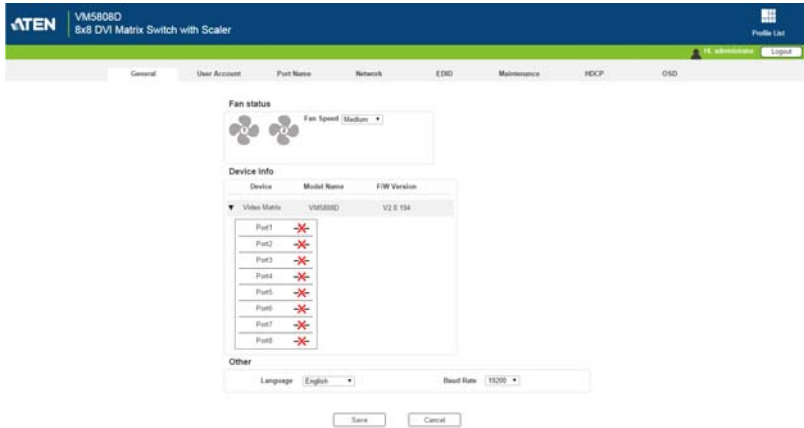 ATEN
VM5808D
8x8 DVI Matrix Switch with Scaler
Profile List
Hi, administrator
Logout
General User Account Port Name Network EDID Maintenance HDCP OSD
Fan status
1 2 Fan Speed Medium
Device Info
Device Model Name F/W Version
Video Matrix VM5808D V2.0.194
Port1
Port2
Port3
Port4
Port5
Port6
Port7
Port8
Other
Language English Baud Rate 19200
Save Cancel